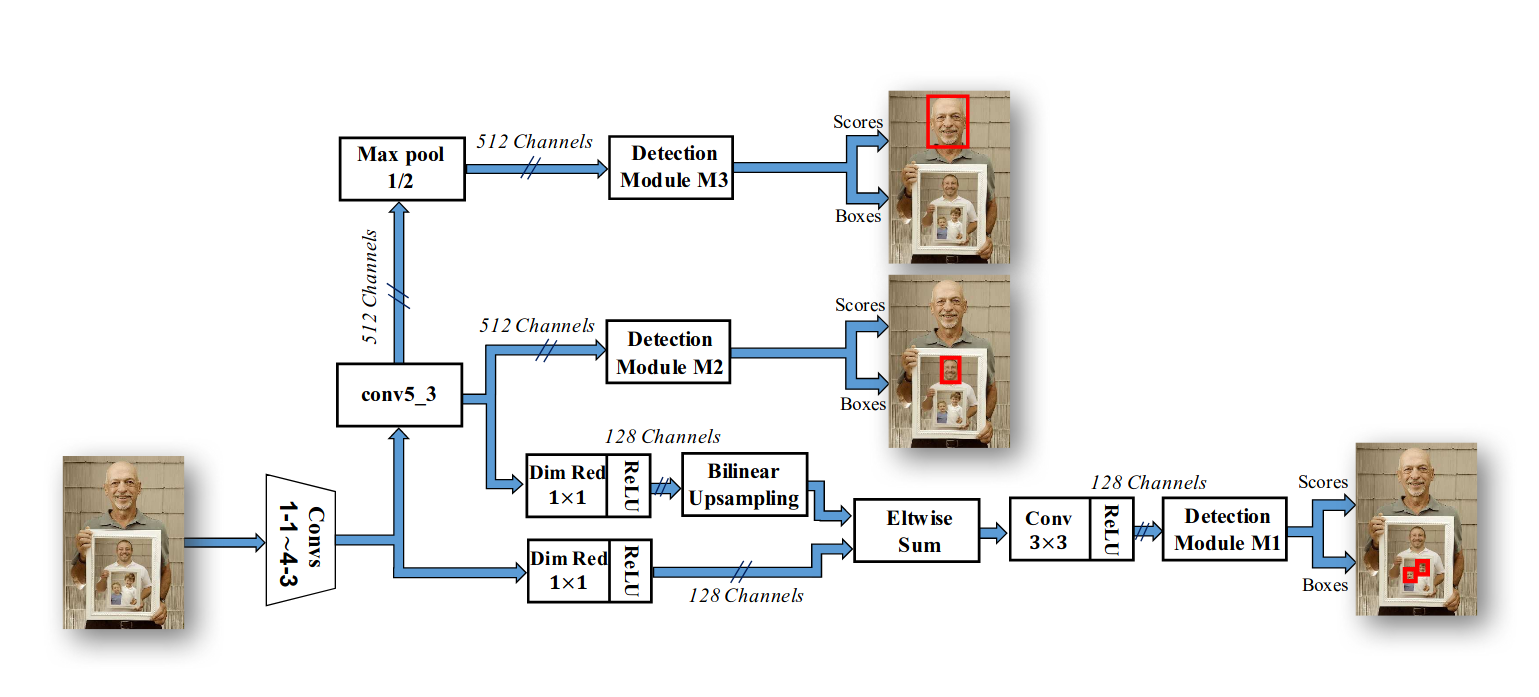 512 Channels
Max pool
1/2
Detection
Module M3
Scores
Boxes
512 Channels
512 Channels
Detection
Module M2
Scores
Boxes
conv5_3
128 Channels
Dim Red
1×1
ReLU
Bilinear
Upsampling
Convs
1-1~4-3
Dim Red
1×1
ReLU
128 Channels
Eltwise
Sum
Conv
3×3
ReLU
128 Channels
Detection
Module M1
Scores
Boxes